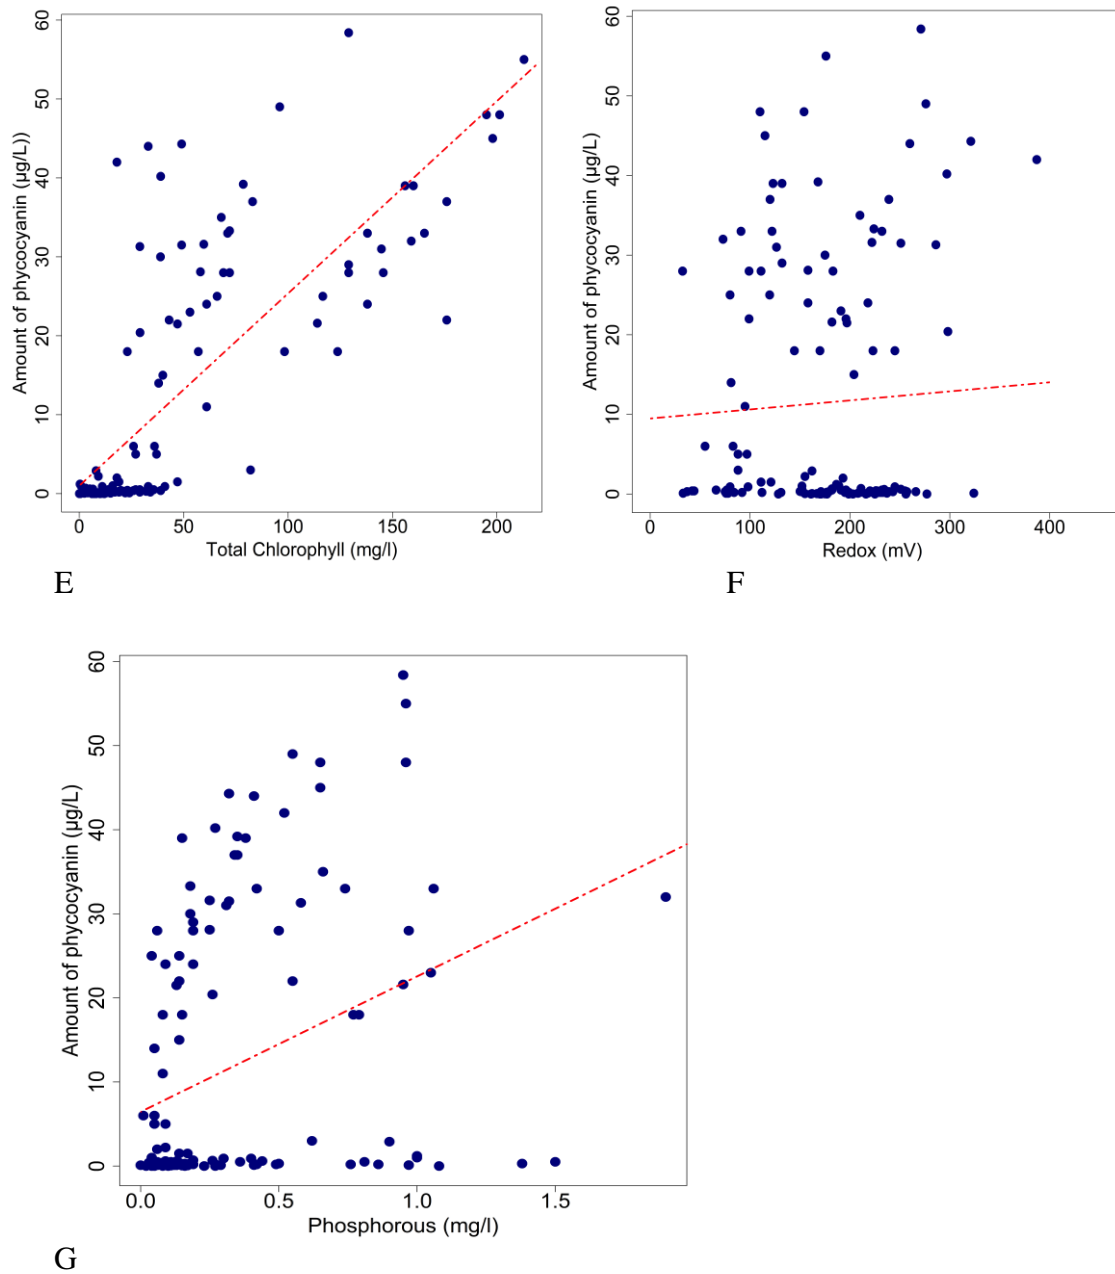 60
50
40
30
20
10
0
Amount of phycocyanin (µg/L))
0 50 100 150 200
Total Chlorophyll (mg/l)
E
60
50
40
30
20
10
0
Amount of phycocyanin (µg/L)
0 100 200 300 400
Redox (mV)
F
60
50
40
30
20
10
0
Amount of phycocyanin (µg/L)
0.0 0.5 1.0 1.5
Phosphorous (mg/l)
G